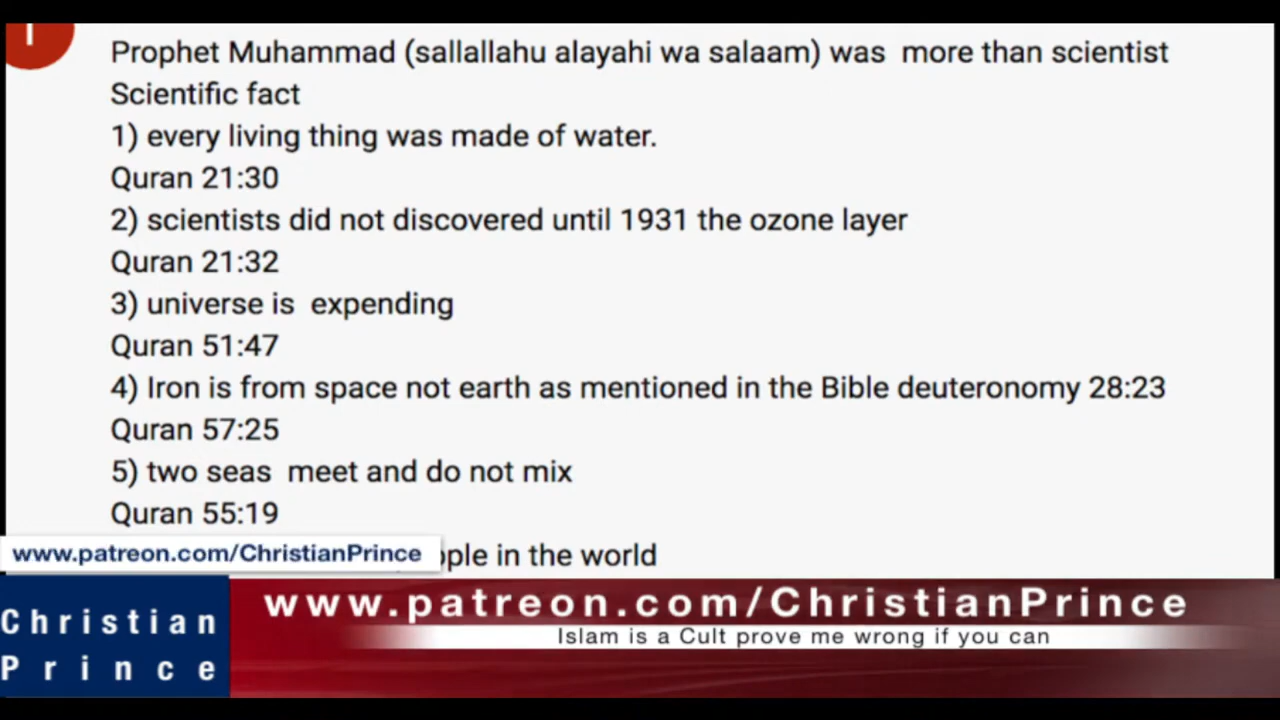 Prophet Muhammad (sallallahu alayahi wa salaam) was more than scientist
Scientific fact
1) every living thing was made of water.
Quran 21:30
2) scientists did not discovered until 1931 the ozone layer
Quran 21:32
3) universe is expending
Quran 51:47
4) Iron is from space not earth as mentioned in the Bible deuteronomy 28:23
Quran 57:25
5) two seas meet and do not mix
Quran 55:19
www.patreon.com/ChristianPrince
in the world
www.patreon.com/ChristianPrince
Islam is a Cult prove me wrong if you can
Christian
Prince